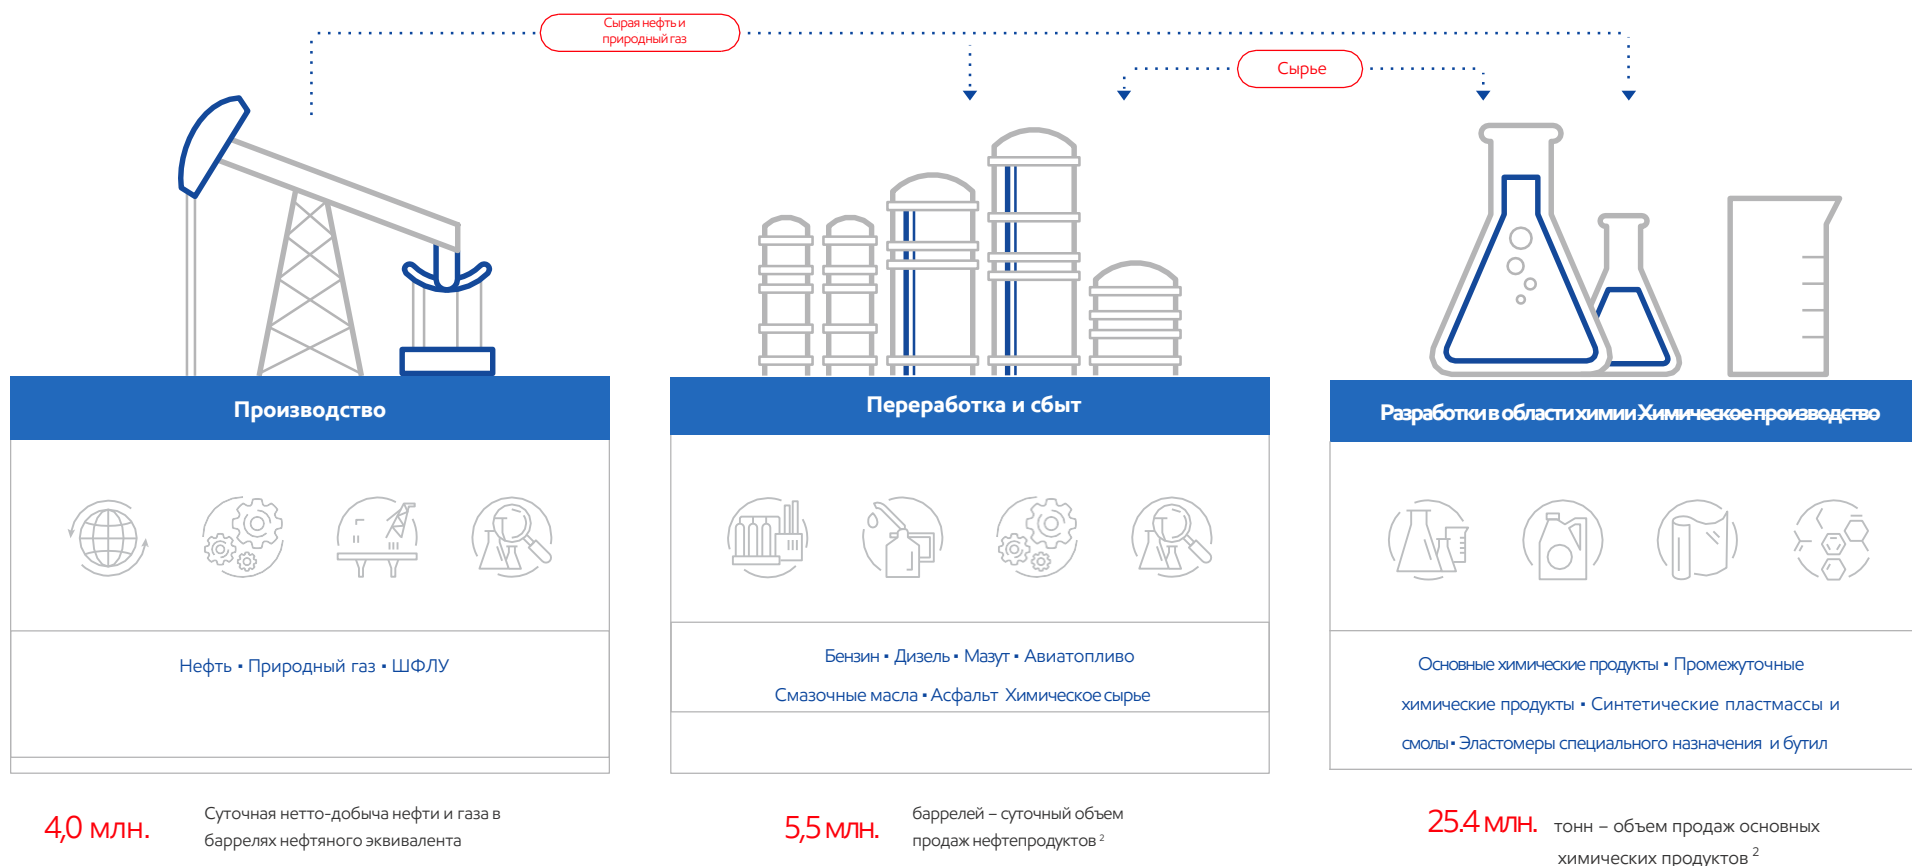 Сырая нефть и
природный газ
Сырье
Производство
Переработка и сбыт
Разработки в области химии Химическое производство
Нефть ▪ Природный газ ▪ ШФЛУ
Бензин ▪ Дизель ▪ Мазут ▪ Авиатопливо
Смазочные масла ▪ Асфальт Химическое сырье
Основные химические продукты ▪ Промежуточные
химические продукты ▪ Синтетические пластмассы и
смолы ▪ Эластомеры специального назначения и бутил
4,0 млн.
Суточная нетто-добыча нефти и газа в
баррелях нефтяного эквивалента
5,5 млн.
баррелей – суточный объем
продаж нефтепродуктов ²
25.4 млн.
тонн – объем продаж основных
химических продуктов ²